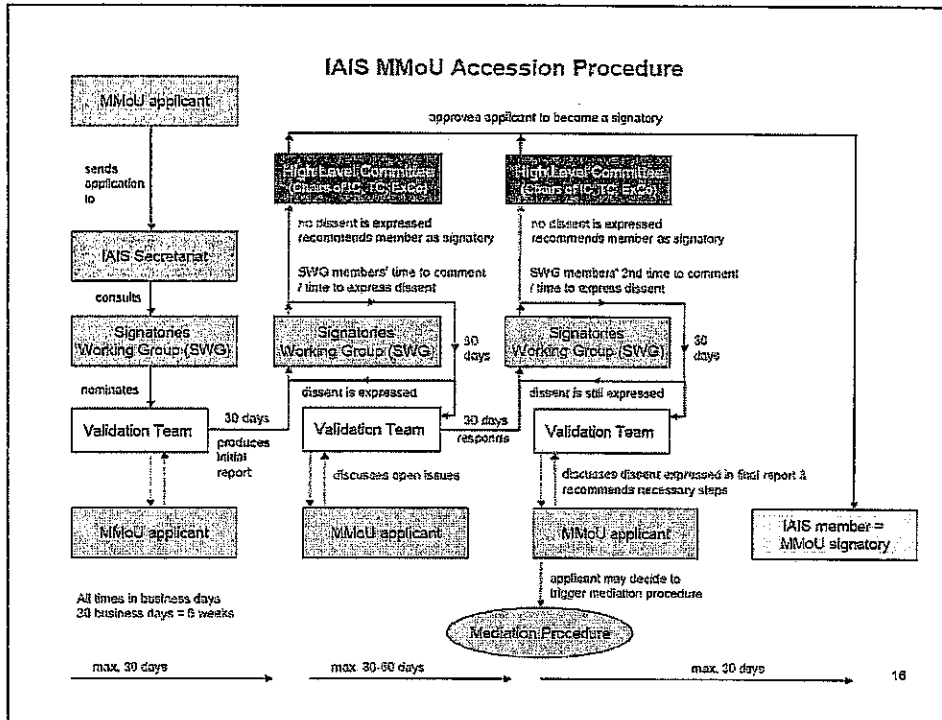 IAIS MMoU Accession Procedure
MMoU applicant
approves applicant to become a signatory
sends
application
to
High Level Committee
(Chairs of IC, TC, ExCo)
High Level Committee
(Chairs of IC, TC, ExCo)
no dissent is expressed
recommends member as signatory
no dissent is expressed
recommends member as signatory
IAIS Secretariat
SWG members' time to comment
/ time to express dissent
SWG members' 2nd time to comment
/ time to express dissent
consults
Signatories
Working Group (SWG)
Signatories
Working Group (SWG)
30
days
Signatories
Working Group (SWG)
30
days
nominates
dissent is expressed
dissent is still expressed
Validation Team
30 days
produces
initial
report
Validation Team
30 days
responds
Validation Team
discusses open issues
discusses dissent expressed in final report &
recommends necessary steps
MMoU applicant
MMoU applicant
MMoU applicant
IAIS member =
MMoU signatory
applicant may decide to
trigger mediation procedure
All times in business days
30 business days = 6 weeks
Mediation Procedure
max. 30 days
max. 30-60 days
max. 30 days
16